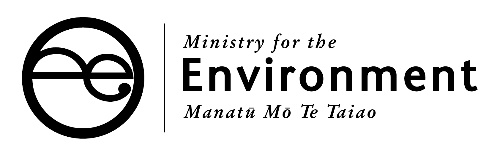 Ministry for the
Environment
Manatū Mō Te Taiao